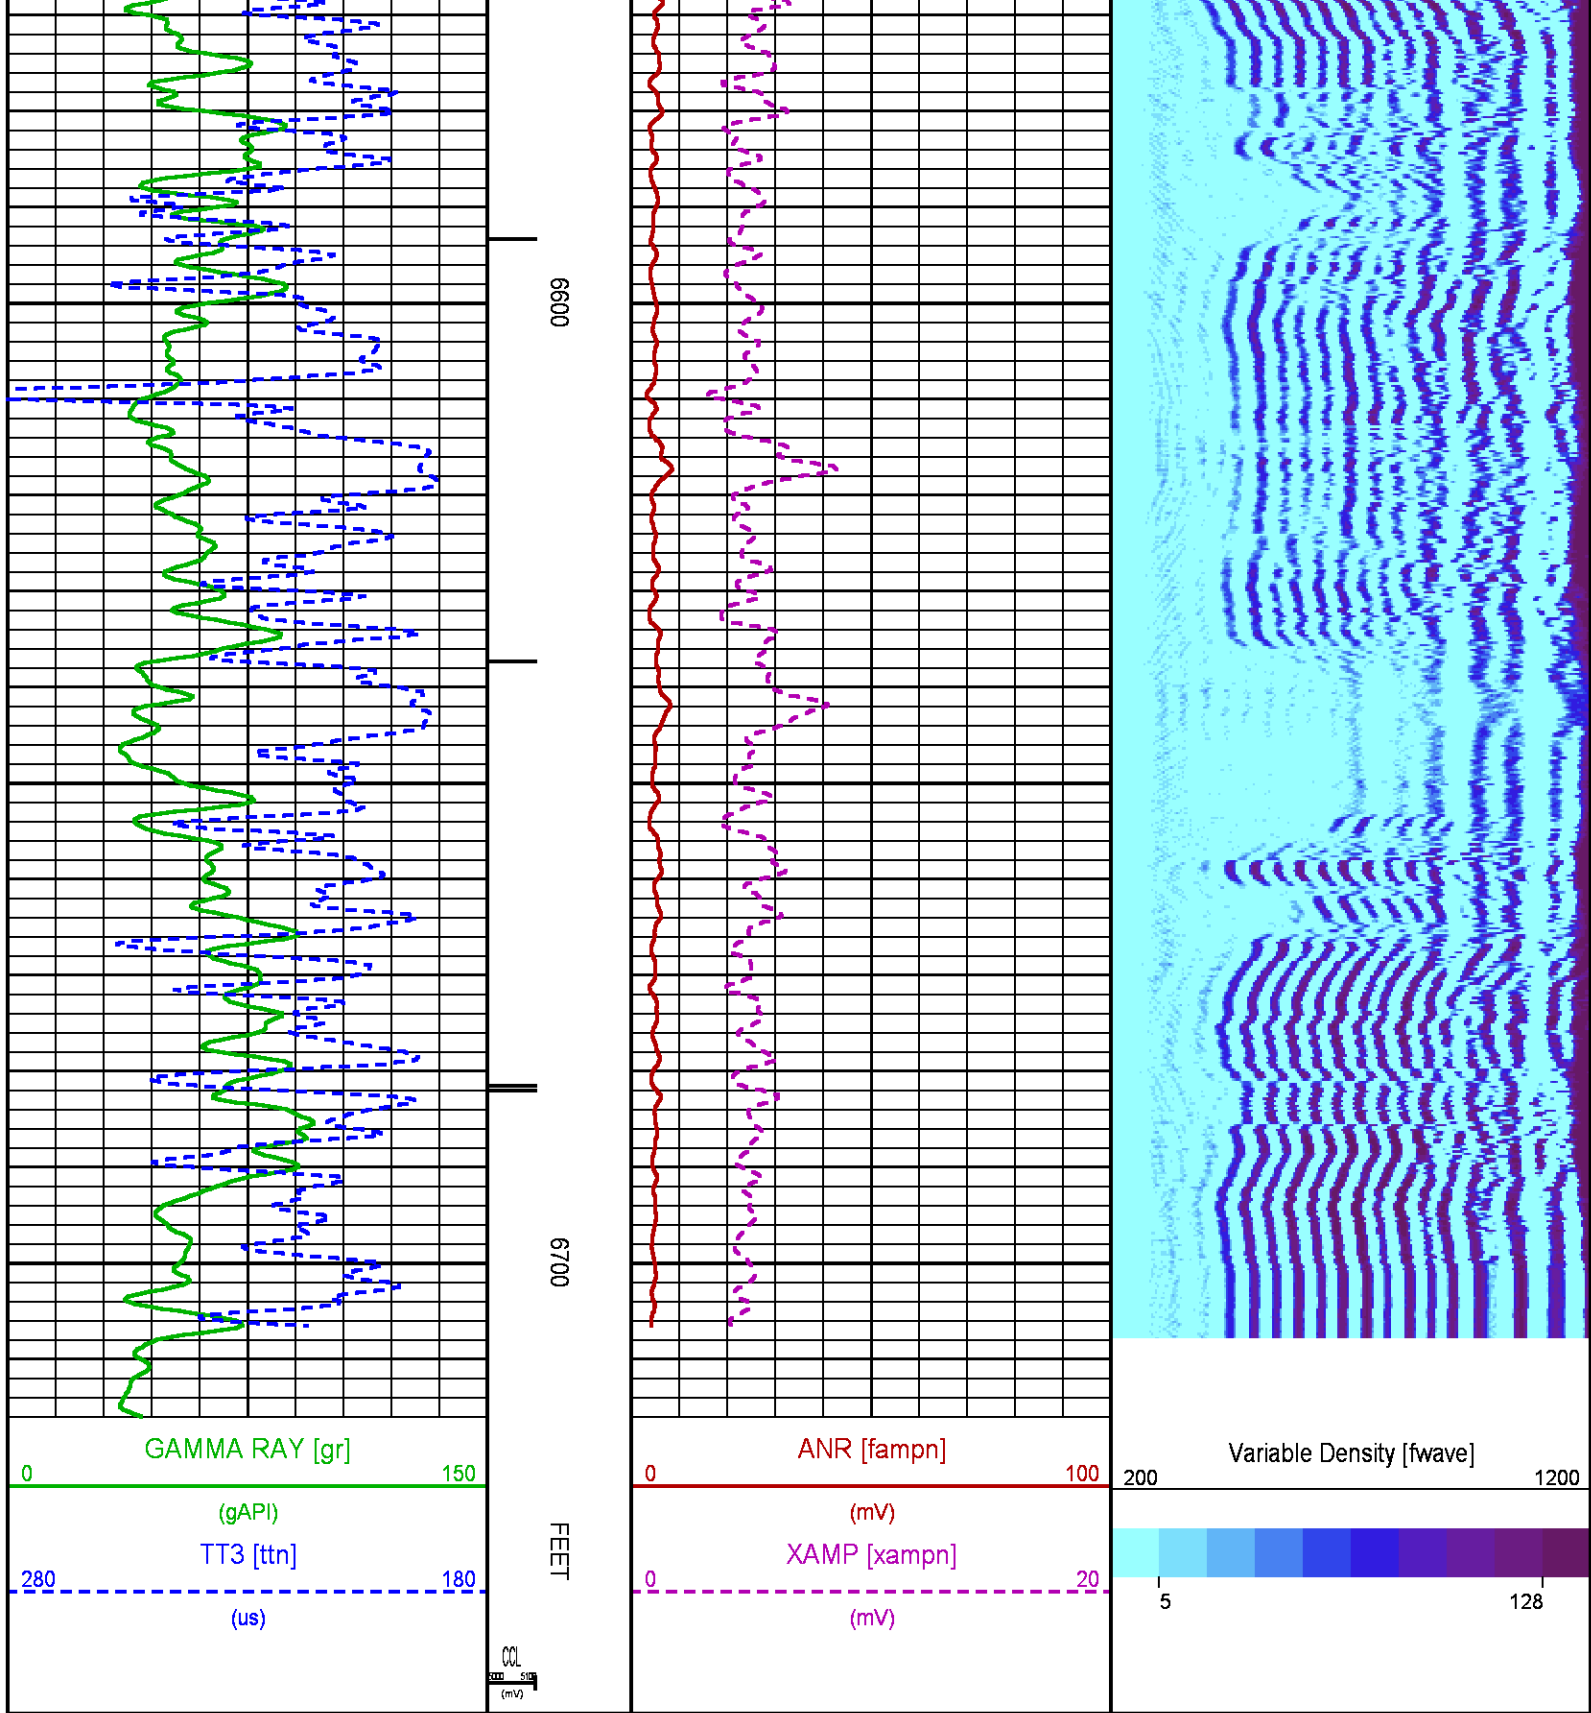 6600
6700
GAMMA RAY [gr]
0 150
(gAPI)
TT3 [ttn]
280 180
(us)
FEET
CCL
(mV)
ANR [fampn]
0 100
(mV)
XAMP [xampn]
0 20
(mV)
Variable Density [fwave]
200 1200
5 128